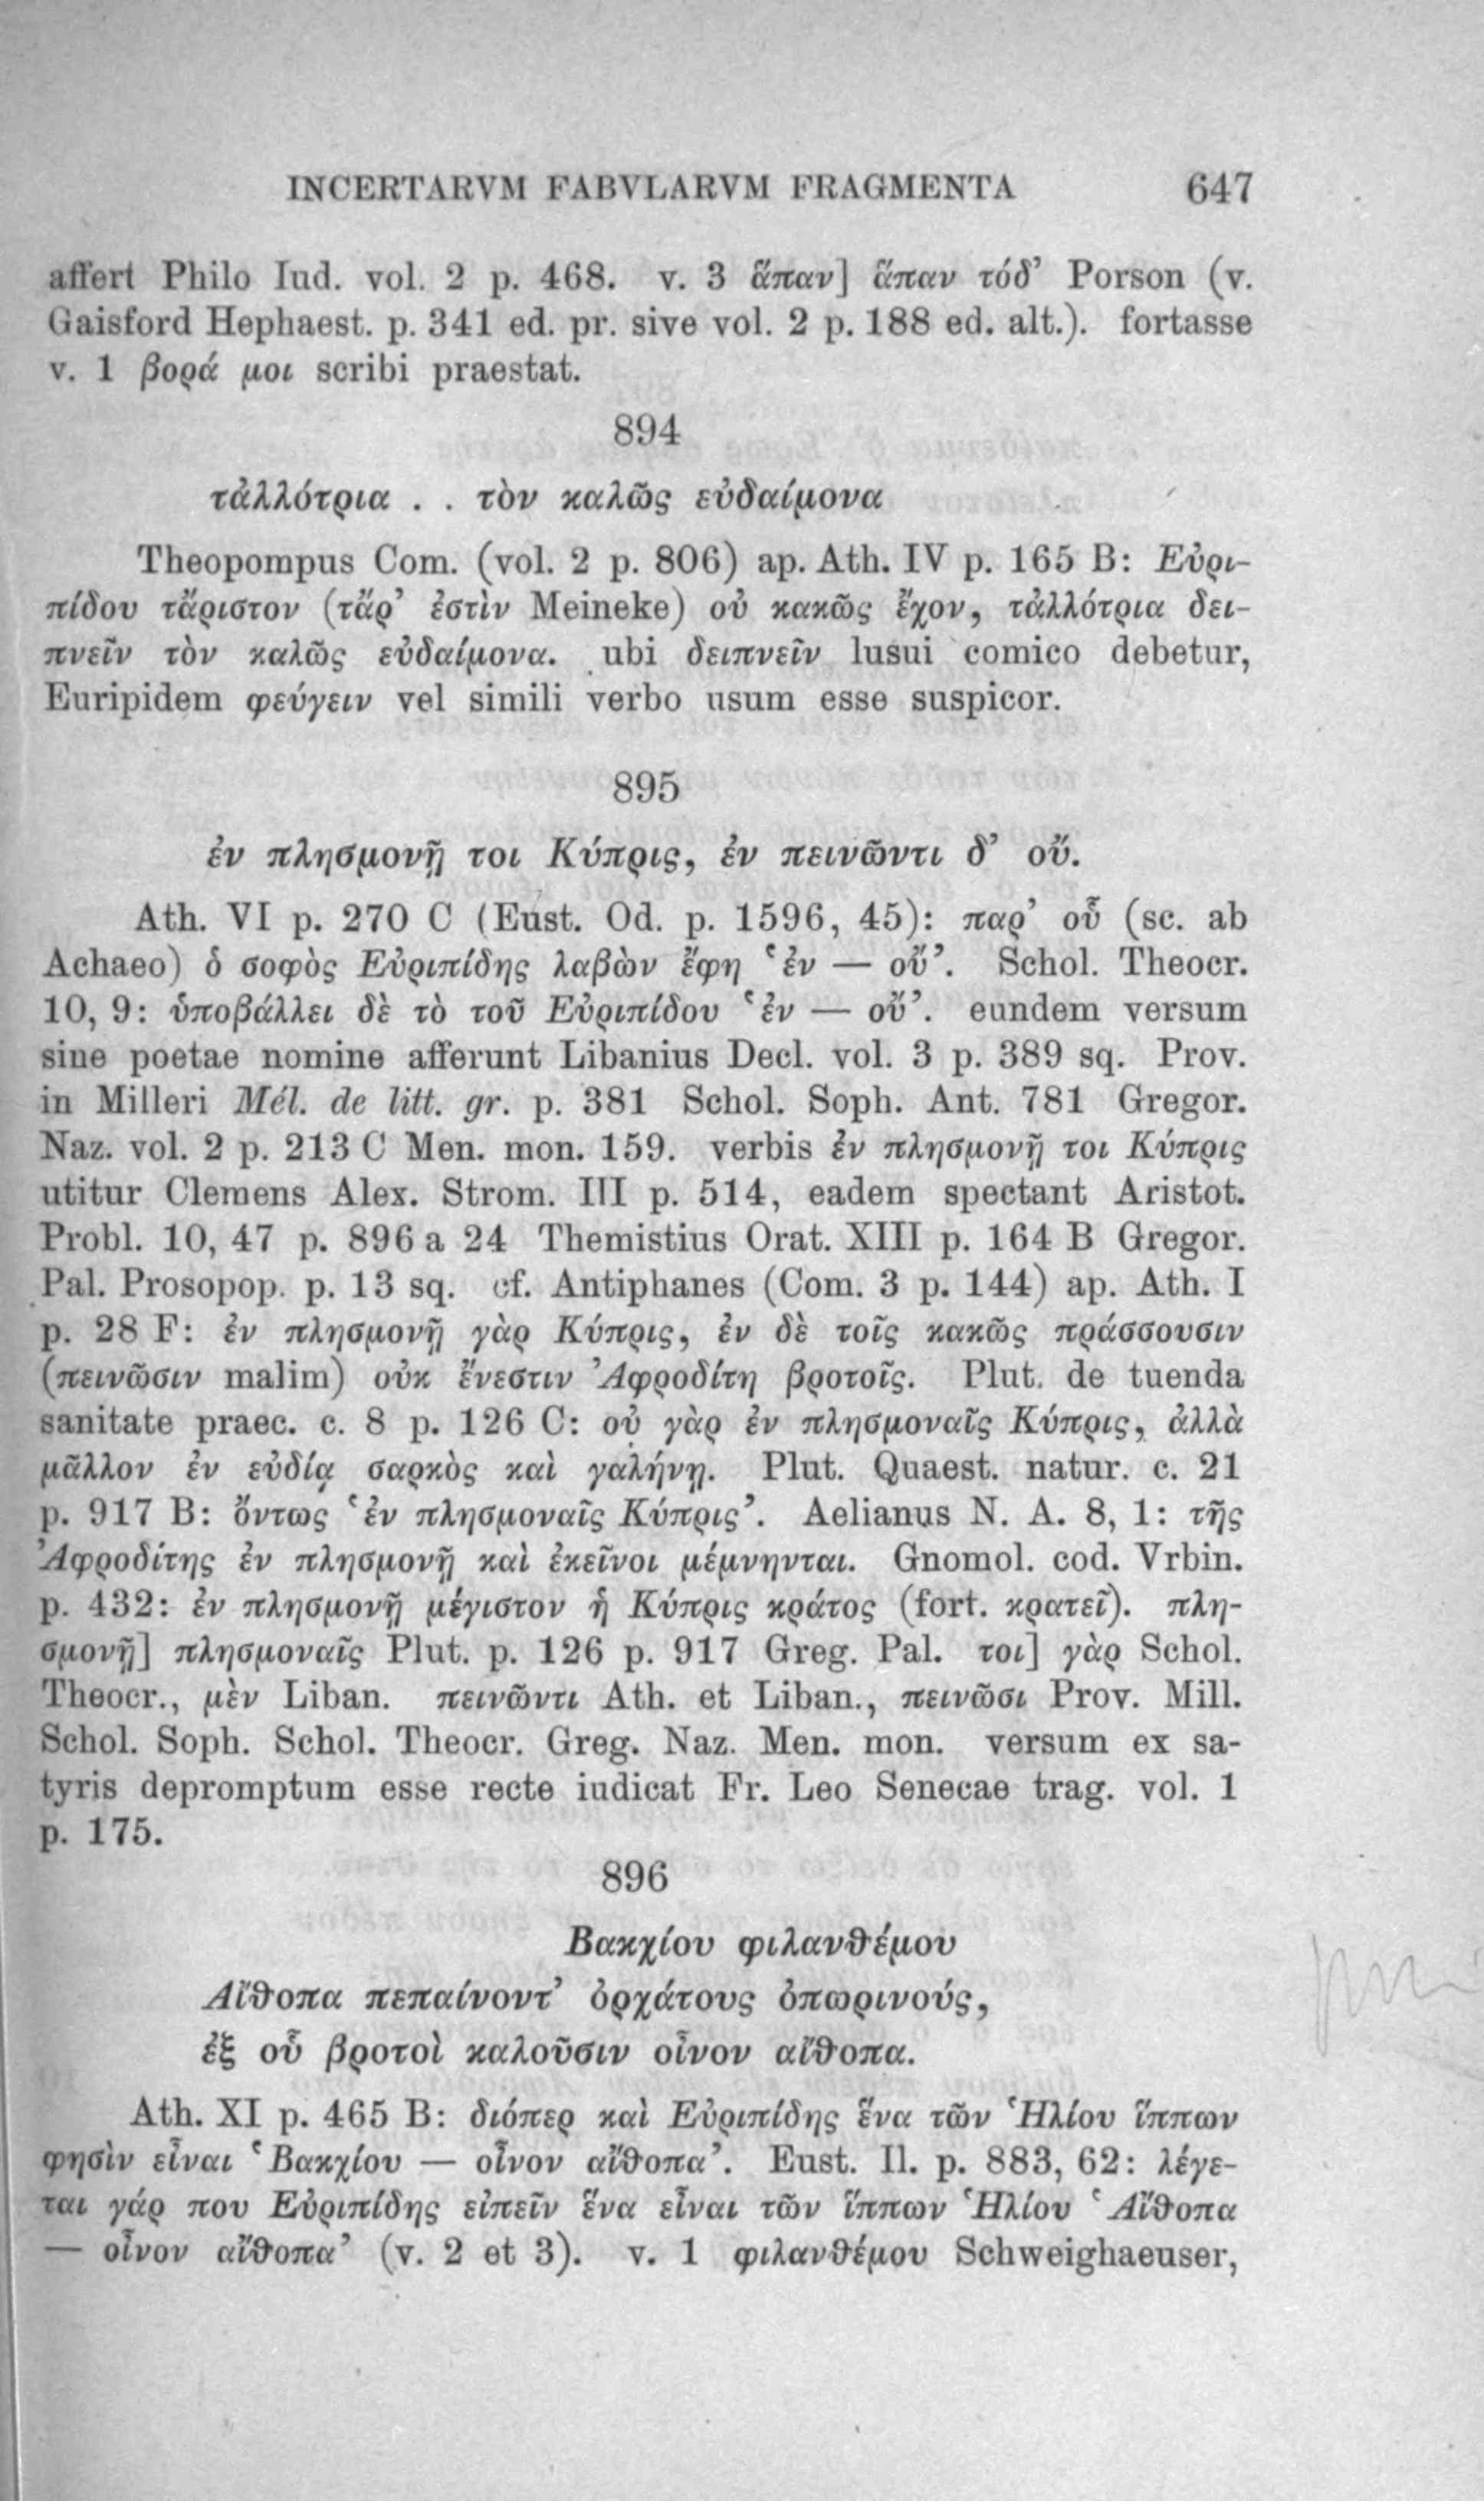 INCERTARVM FABVLARVM FRAGMENTA 647
affert Philo Iud. vol. 2 p. 468. v. 3 ἅπαν] ἅπαν τόδ’ Porson (v.
Gaisford Hephaest. p. 341 ed. pr. sive vol. 2 p. 188 ed. alt.). fortasse
v. 1 βορά μοι scribi praestat.
894
τἀλλότρια . . τὸν καλῶς εὐδαίμονα
Theopompus Com. (vol. 2 p. 806) ap. Ath. IV p. 165 B: Εὐρι-
πίδου τἄριστον (τἄρ’ ἐστὶν Meineke) οὐ κακῶς ἔχον, τἀλλότρια δει-
πνεῖν τὸν καλῶς εὐδαίμονα. ubi δειπνεῖν lusui comico debetur,
Euripidem φεύγειν vel simili verbo usum esse suspicor.
895
ἐν πλησμονῇ τοι Κύπρις, ἐν πεινῶντι δ’ οὔ.
Ath. VI p. 270 C (Eust. Od. p. 1596, 45): παρ’ οὗ (sc. ab
Achaeo) ὁ σοφὸς Εὐριπίδης λαβὼν ἔφη ‘ἐν — οὔ’. Schol. Theocr.
10, 9: ὑποβάλλει δὲ τὸ τοῦ Εὐριπίδου ‘ἐν — οὔ’. eundem versum
sine poetae nomine afferunt Libanius Decl. vol. 3 p. 389 sq. Prov.
in Milleri Mél. de litt. gr. p. 381 Schol. Soph. Ant. 781 Gregor.
Naz. vol. 2 p. 213 C Men. mon. 159. verbis ἐν πλησμονῇ τοι Κύπρις
utitur Clemens Alex. Strom. III p. 514, eadem spectant Aristot.
Probl. 10, 47 p. 896 a 24 Themistius Orat. XIII p. 164 B Gregor.
Pal. Prosopop. p. 13 sq. cf. Antiphanes (Com. 3 p. 144) ap. Ath. I
p. 28 F: ἐν πλησμονῇ γὰρ Κύπρις, ἐν δὲ τοῖς κακῶς πράσσουσιν
(πεινῶσιν malim) οὐκ ἔνεστιν Ἀφροδίτη βροτοῖς. Plut. de tuenda
sanitate praec. c. 8 p. 126 C: οὐ γὰρ ἐν πλησμοναῖς Κύπρις, ἀλλὰ
μᾶλλον ἐν εὐδίᾳ σαρκὸς καὶ γαλήνῃ. Plut. Quaest. natur. c. 21
p. 917 B: ὄντως ‘ἐν πλησμοναῖς Κύπρις’. Aelianus N. A. 8, 1: τῆς
Ἀφροδίτης ἐν πλησμονῇ καὶ ἐκεῖνοι μέμνηνται. Gnomol. cod. Vrbin.
p. 432: ἐν πλησμονῇ μέγιστον ἡ Κύπρις κράτος (fort. κρατεῖ). πλη-
σμονῇ] πλησμοναῖς Plut. p. 126 p. 917 Greg. Pal. τοι] γὰρ Schol.
Theocr., μὲν Liban. πεινῶντι Ath. et Liban., πεινῶσι Prov. Mill.
Schol. Soph. Schol. Theocr. Greg. Naz. Men. mon. versum ex sa-
tyris depromptum esse recte iudicat Fr. Leo Senecae trag. vol. 1
p. 175.
896
Βακχίου φιλανθέμου
Αἴθοπα πεπαίνοντ’ ὀρχάτους ὀπωρινούς,
ἐξ οὗ βροτοὶ καλοῦσιν οἶνον αἴθοπα.
Ath. XI p. 465 B: διόπερ καὶ Εὐριπίδης ἕνα τῶν Ἡλίου ἵππων
φησὶν εἶναι ‘Βακχίου — οἶνον αἴθοπα’. Eust. Il. p. 883, 62: λέγε-
ται γάρ που Εὐριπίδης εἰπεῖν ἕνα εἶναι τῶν ἵππων Ἡλίου ‘Αἴθοπα
— οἶνον αἴθοπα’ (v. 2 et 3). v. 1 φιλανθέμου Schweighaeuser,